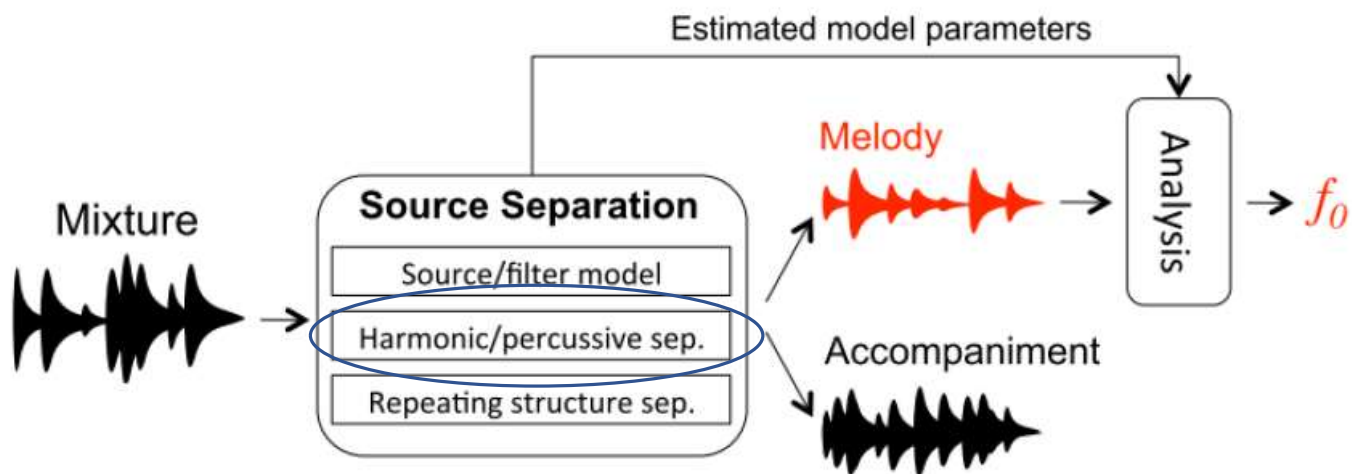 Estimated model parameters
Mixture
Source Separation
Source/filter model
Harmonic/percussive sep.
Repeating structure sep.
Melody
Accompaniment
Analysis
f0